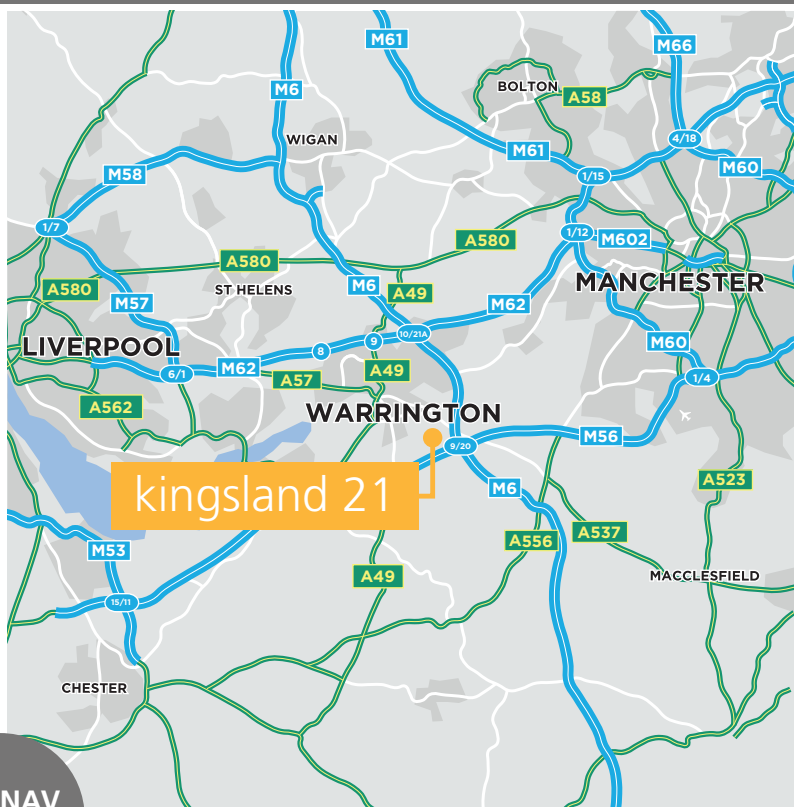 M61
M66
M6
BOLTON
A58
WIGAN
4/18
M61
M58
1/15
M60
1/7
1/12
M602
A580
A580
A580
MANCHESTER
M6
ST HELENS
A49
M57
M62
10/21A
LIVERPOOL
9
M60
8
M62
6/1
A57
A49
1/4
A562
WARRINGTON
M56
9/20
kingsland 21
M6
A523
A556
A537
M53
A49
MACCLESFIELD
15/11
CHESTER
NAV